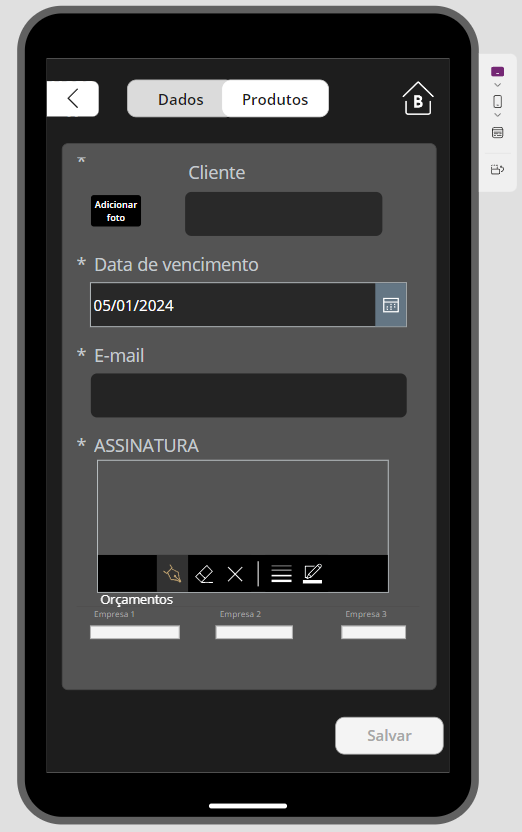 Dados
Produtos
B
*
Cliente
Adicionar
foto
* Data de vencimento
05/01/2024
* E-mail
* ASSINATURA
Orçamentos
Empresa 1
Empresa 2
Empresa 3
Salvar